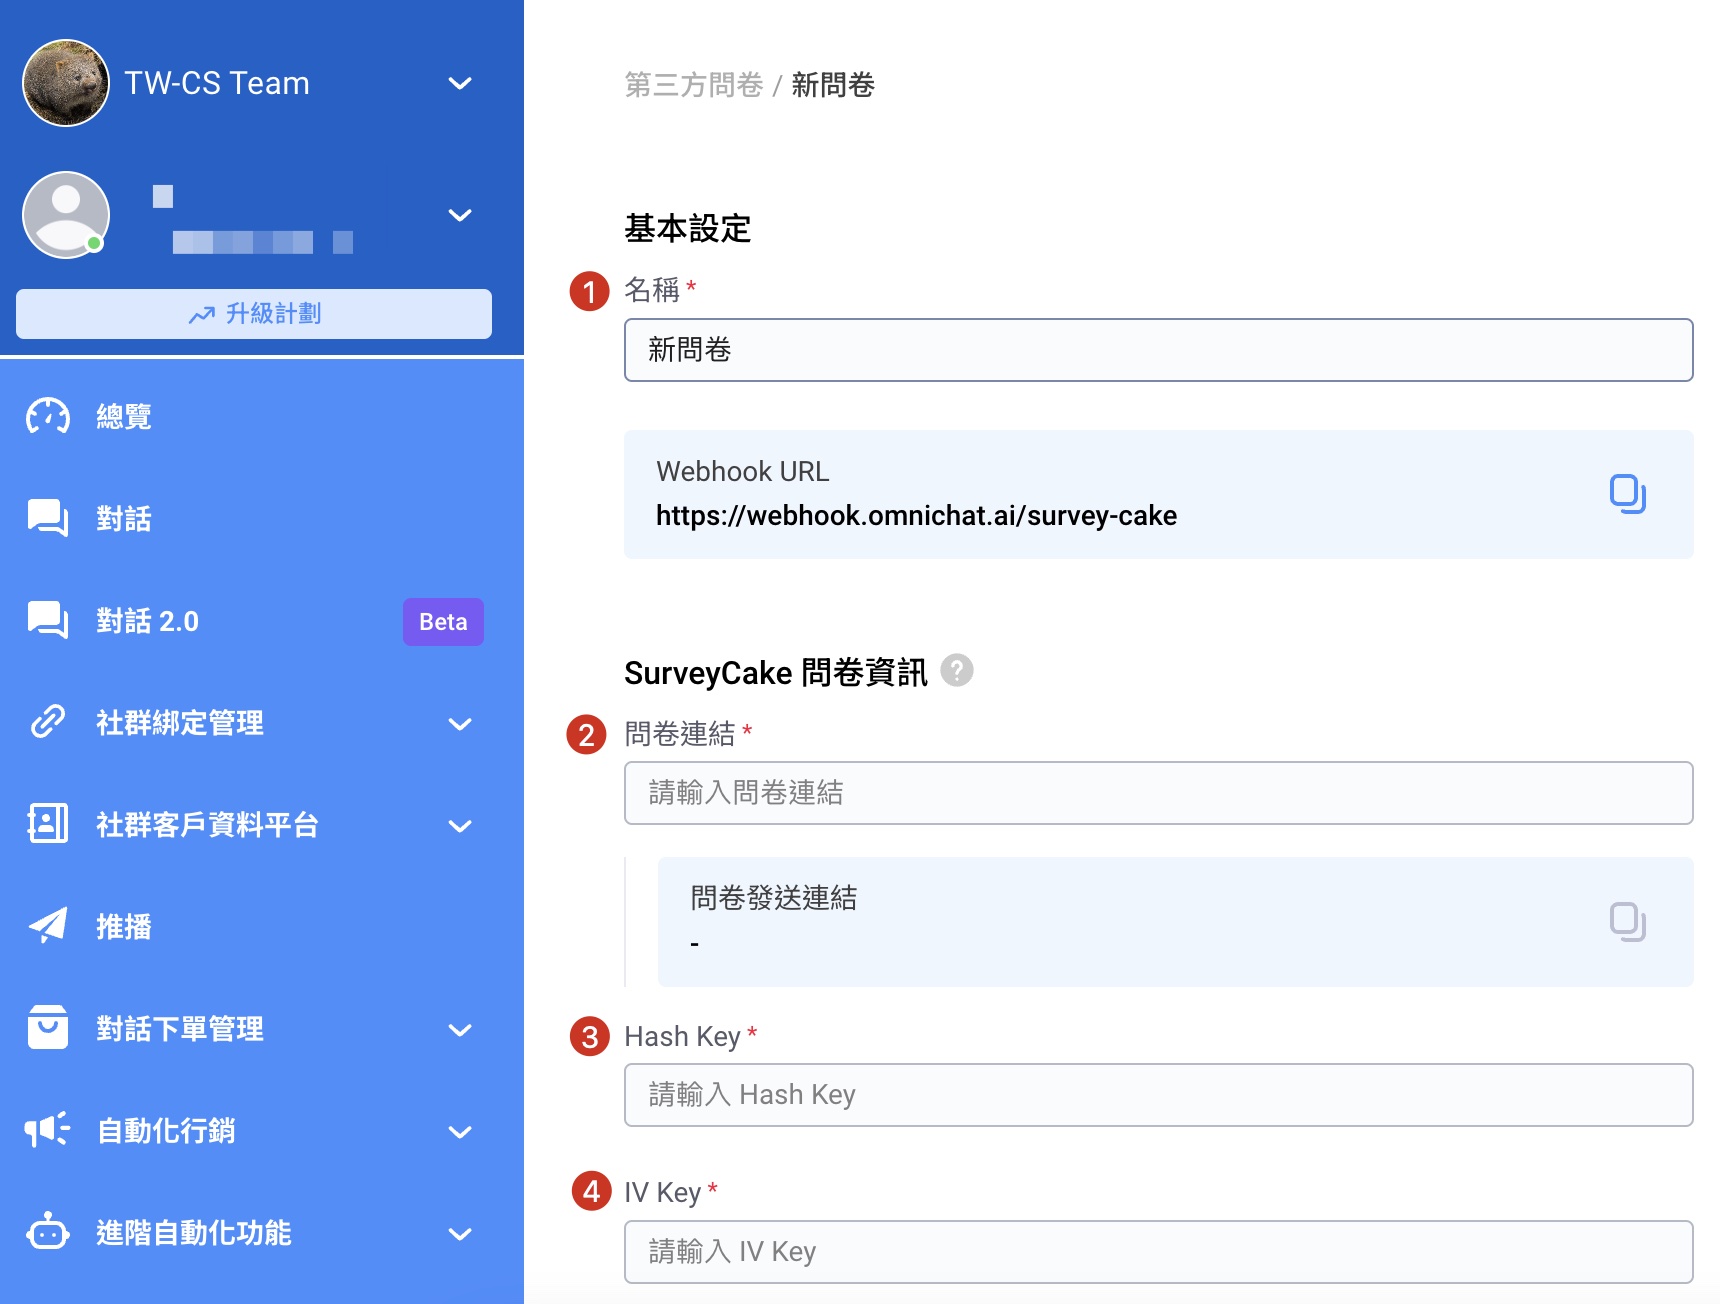 TW-CS Team
升級計劃
總覽
對話
對話 2.0
Beta
社群綁定管理
社群客戶資料平台
推播
對話下單管理
自動化行銷
進階自動化功能
第三方問卷 / 新問卷
基本設定
1 名稱 *
新問卷
Webhook URL
https://webhook.omnichat.ai/survey-cake
SurveyCake 問卷資訊 ?
2 問卷連結 *
請輸入問卷連結
問卷發送連結
-
3 Hash Key *
請輸入 Hash Key
4 IV Key *
請輸入 IV Key